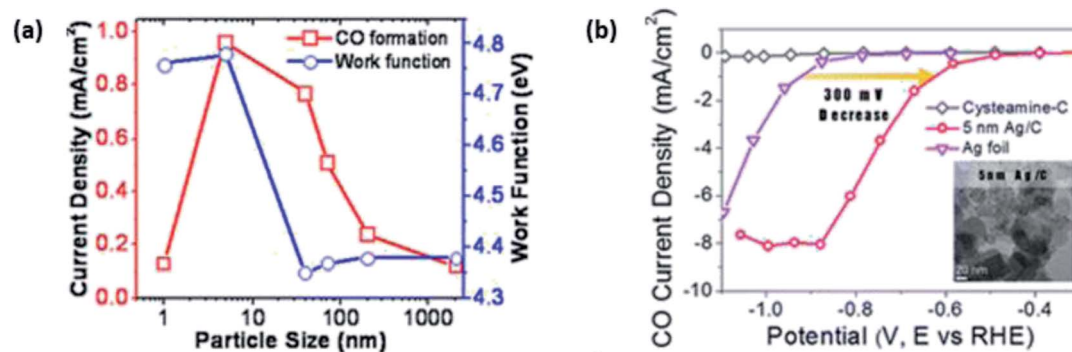 (a)
Current Density (mA/cm²)
1.0
0.8
0.6
0.4
0.2
0.0
CO formation
Work function
4.8
4.7
4.6
4.5
4.4
4.3
Work Function (eV)
1 10 100 1000
Particle Size (nm)
(b)
CO Current Density (mA/cm²)
0
-2
-4
-6
-8
-10
300 mV
Decrease
Cysteamine-C
5 nm Ag/C
Ag foil
5nm Ag/C
20 nm
-1.0 -0.8 -0.6 -0.4
Potential (V, E vs RHE)